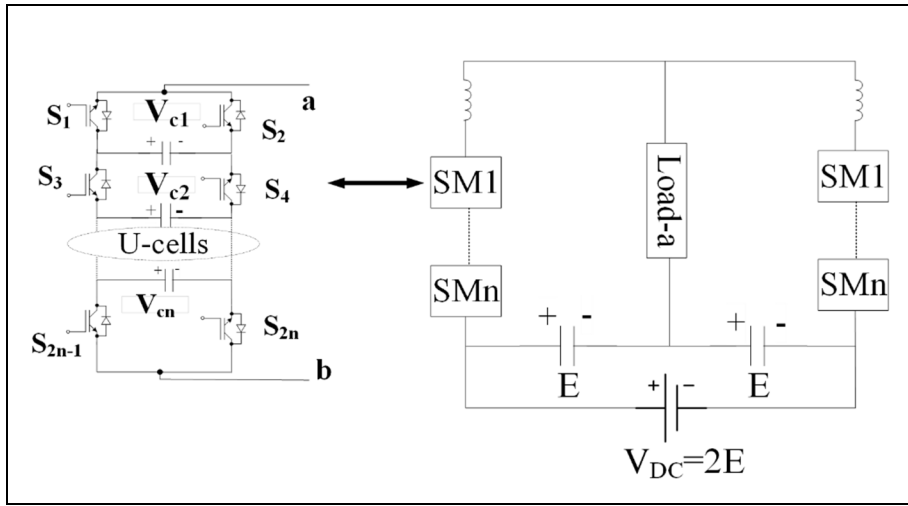 a
S1
Vc1
S2
+ -
S3
Vc2
S4
+ -
U-cells
+ -
Vcn
S2n-1
S2n
b
SM1
SMn
Load-a
SM1
SMn
+ -
E
+ -
E
+ -
VDC=2E